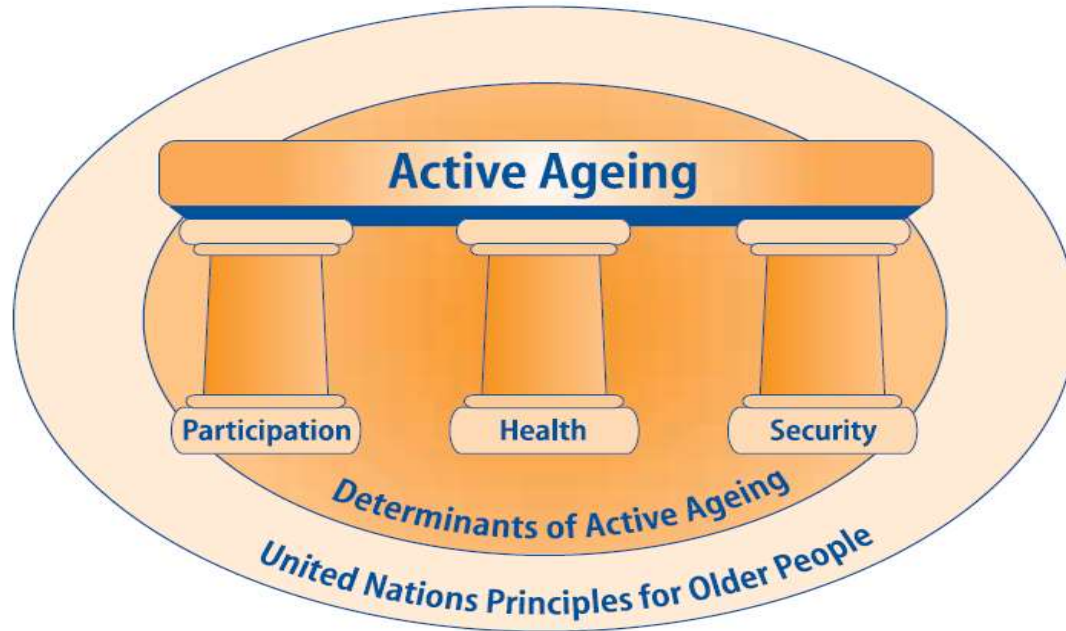 Active Ageing
Participation
Health
Security
Determinants of Active Ageing
United Nations Principles for Older People